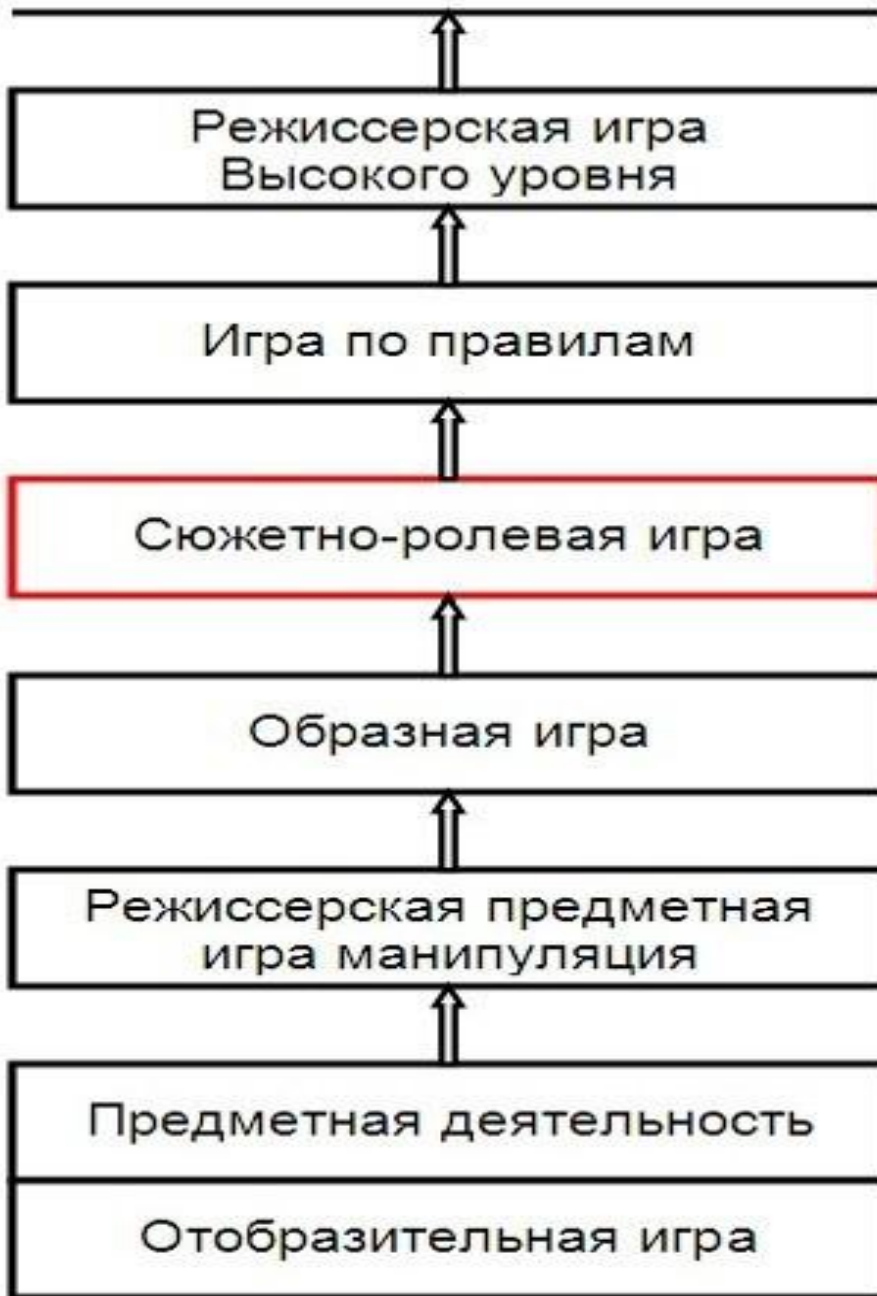 Режиссерская игра
Высокого уровня
Игра по правилам
Сюжетно-ролевая игра
Образная игра
Режиссерская предметная
игра манипуляция
Предметная деятельность
Отобразительная игра